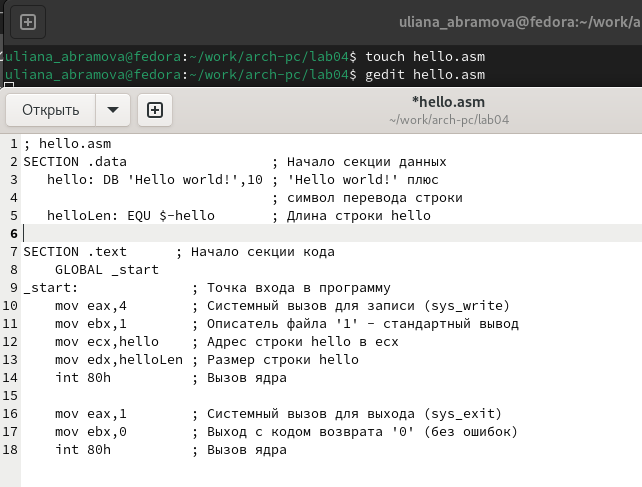 uliana_abramova@fedora:~/work/a
uliana_abramova@fedora:~/work/arch-pc/lab04$ touch hello.asm
uliana_abramova@fedora:~/work/arch-pc/lab04$ gedit hello.asm
Открыть
*hello.asm
~/work/arch-pc/lab04
1 ; hello.asm
2 SECTION .data                  ; Начало секции данных
3    hello: DB 'Hello world!',10 ; 'Hello world!' плюс
4                                ; символ перевода строки
5    helloLen: EQU $-hello       ; Длина строки hello
6
7 SECTION .text      ; Начало секции кода
8     GLOBAL _start
9 _start:              ; Точка входа в программу
10     mov eax,4        ; Системный вызов для записи (sys_write)
11     mov ebx,1        ; Описатель файла '1' - стандартный вывод
12     mov ecx,hello    ; Адрес строки hello в ecx
13     mov edx,helloLen ; Размер строки hello
14     int 80h          ; Вызов ядра
15
16     mov eax,1        ; Системный вызов для выхода (sys_exit)
17     mov ebx,0        ; Выход с кодом возврата '0' (без ошибок)
18     int 80h          ; Вызов ядра